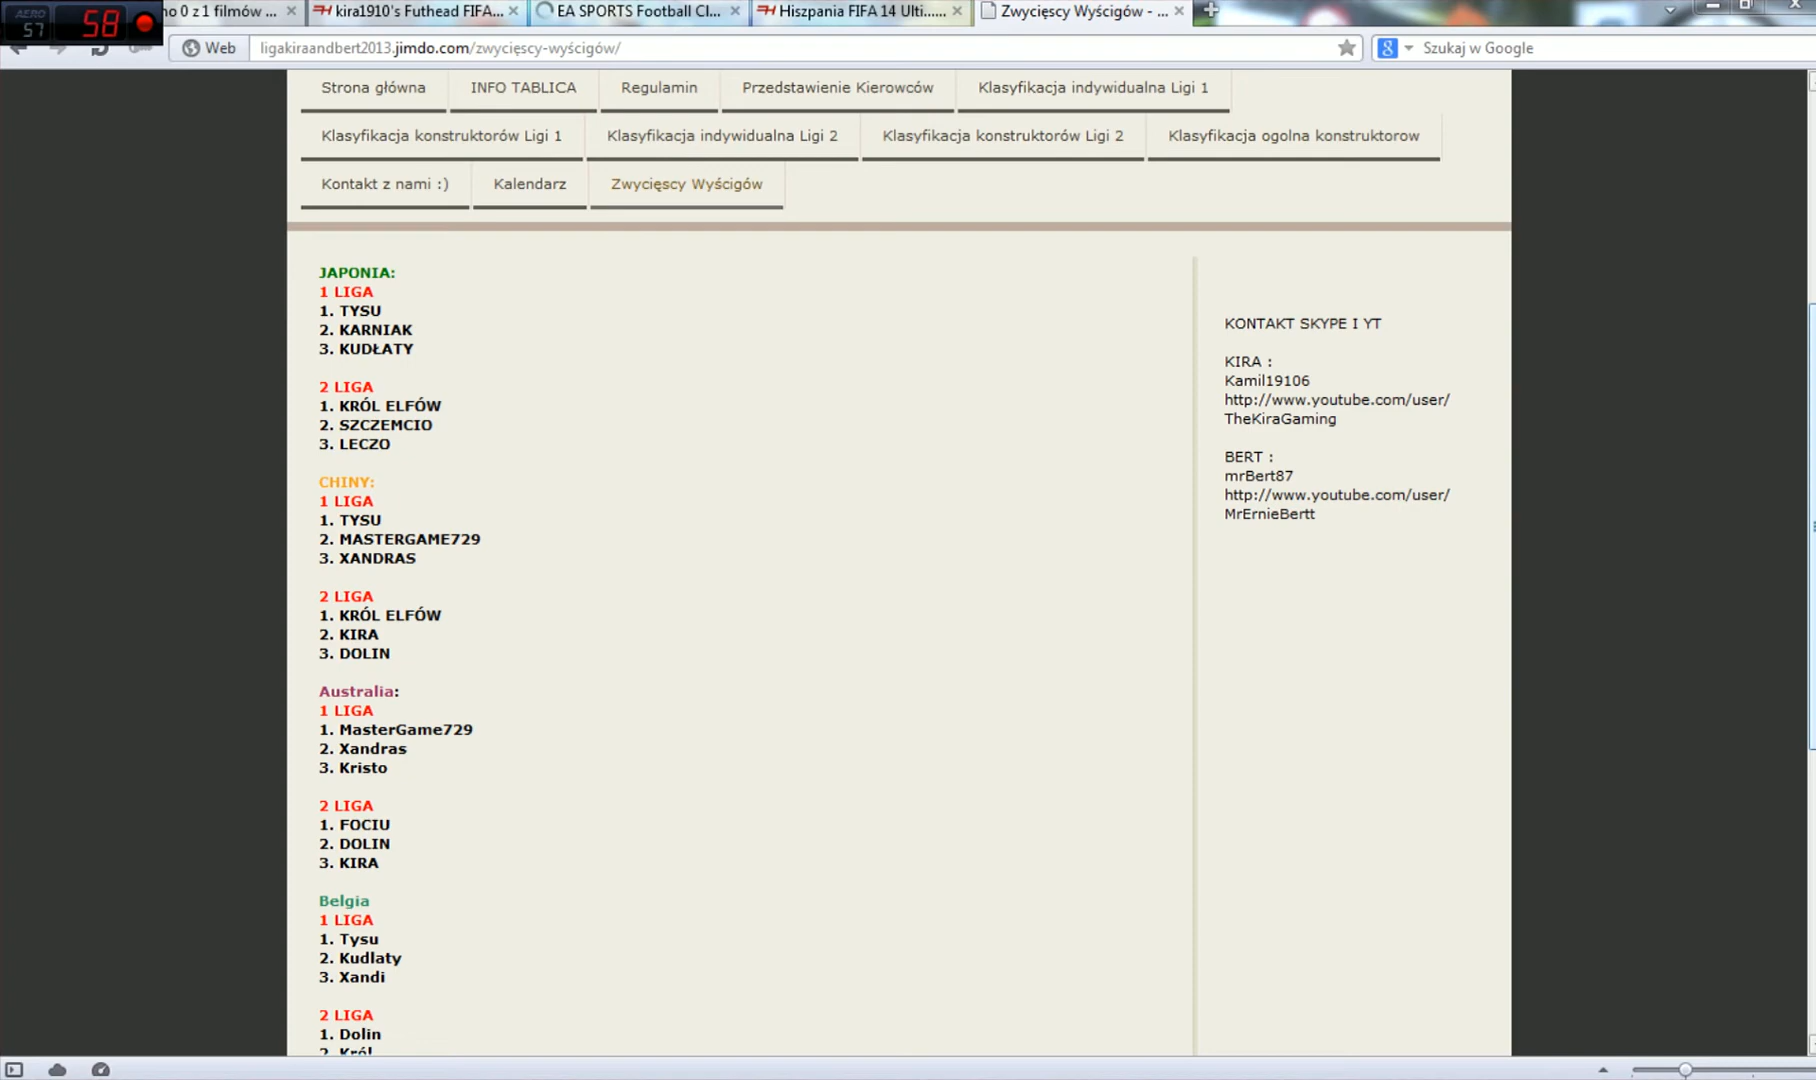 AERO
57
58
no 0 z 1 filmów ...
kira1910's Futhead FIFA...
EA SPORTS Football Cl...
Hiszpania FIFA 14 Ulti......
Zwycięscy Wyścigów - ...
Web
ligakiraandbert2013.jimdo.com/zwycięscy-wyścigów/
Szukaj w Google
Strona główna
INFO TABLICA
Regulamin
Przedstawienie Kierowców
Klasyfikacja indywidualna Ligi 1
Klasyfikacja konstruktorów Ligi 1
Klasyfikacja indywidualna Ligi 2
Klasyfikacja konstruktorów Ligi 2
Klasyfikacja ogolna konstruktorow
Kontakt z nami :)
Kalendarz
Zwycięscy Wyścigów
JAPONIA:
1 LIGA
1. TYSU
2. KARNIAK
3. KUDŁATY
2 LIGA
1. KRÓL ELFÓW
2. SZCZEMCIO
3. LECZO
CHINY:
1 LIGA
1. TYSU
2. MASTERGAME729
3. XANDRAS
2 LIGA
1. KRÓL ELFÓW
2. KIRA
3. DOLIN
Australia:
1 LIGA
1. MasterGame729
2. Xandras
3. Kristo
2 LIGA
1. FOCIU
2. DOLIN
3. KIRA
Belgia
1 LIGA
1. Tysu
2. Kudlaty
3. Xandi
2 LIGA
1. Dolin
2. Król
KONTAKT SKYPE I YT
KIRA :
Kamil19106
http://www.youtube.com/user/
TheKiraGaming
BERT :
mrBert87
http://www.youtube.com/user/
MrErnieBertt